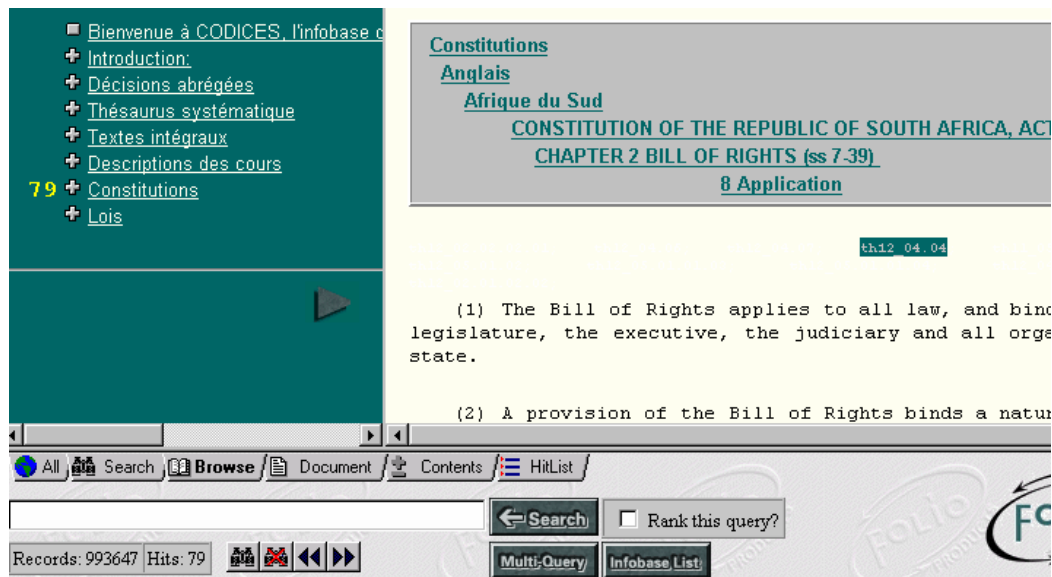 Bienvenue à CODICES, l'infobase d
Introduction:
Décisions abrégées
Thésaurus systématique
Textes intégraux
Descriptions des cours
79 Constitutions
Lois
Constitutions
Anglais
Afrique du Sud
CONSTITUTION OF THE REPUBLIC OF SOUTH AFRICA, ACT
CHAPTER 2 BILL OF RIGHTS (ss 7-39)
8 Application
th12_04.04
(1) The Bill of Rights applies to all law, and bind
legislature, the executive, the judiciary and all orga
state.
(2) A provision of the Bill of Rights binds a natur
All Search Browse Document Contents HitList
Search Rank this query?
Records: 993647 Hits: 79 Multi-Query Infobase List
FO